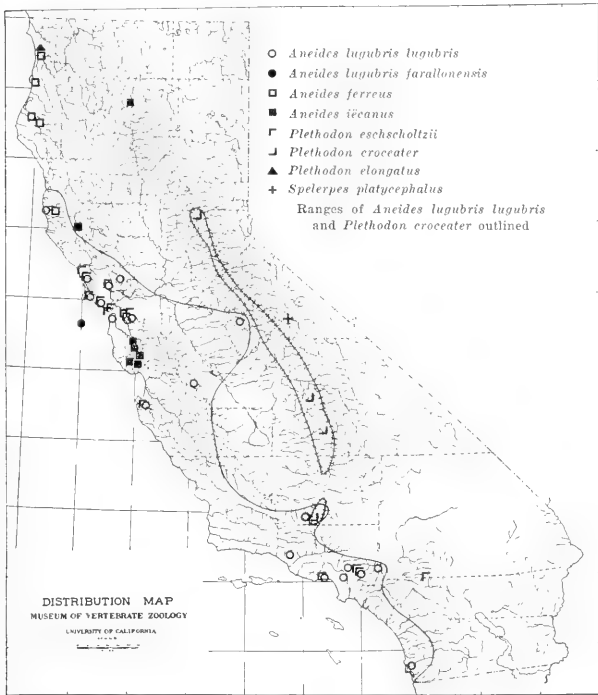 Aneides lugubris lugubris
Aneides lugubris farallonensis
Aneides ferreus
Aneides iëcanus
Plethodon eschscholtzii
Plethodon croceater
Plethodon elongatus
Spelerpes platycephalus
Ranges of Aneides lugubris lugubris
and Plethodon croceater outlined
DISTRIBUTION MAP
MUSEUM OF VERTEBRATE ZOOLOGY
UNIVERSITY OF CALIFORNIA